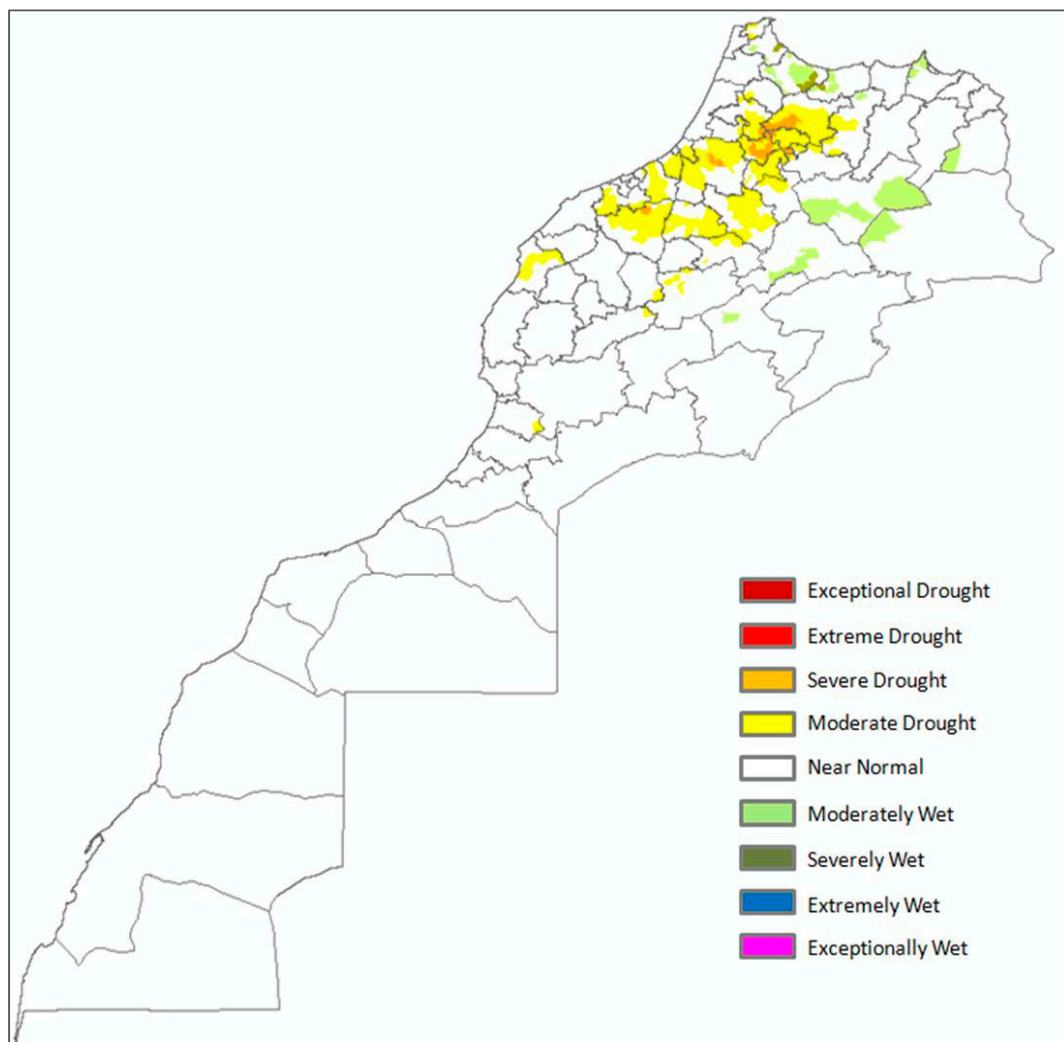 Exceptional Drought
Extreme Drought
Severe Drought
Moderate Drought
Near Normal
Moderately Wet
Severely Wet
Extremely Wet
Exceptionally Wet